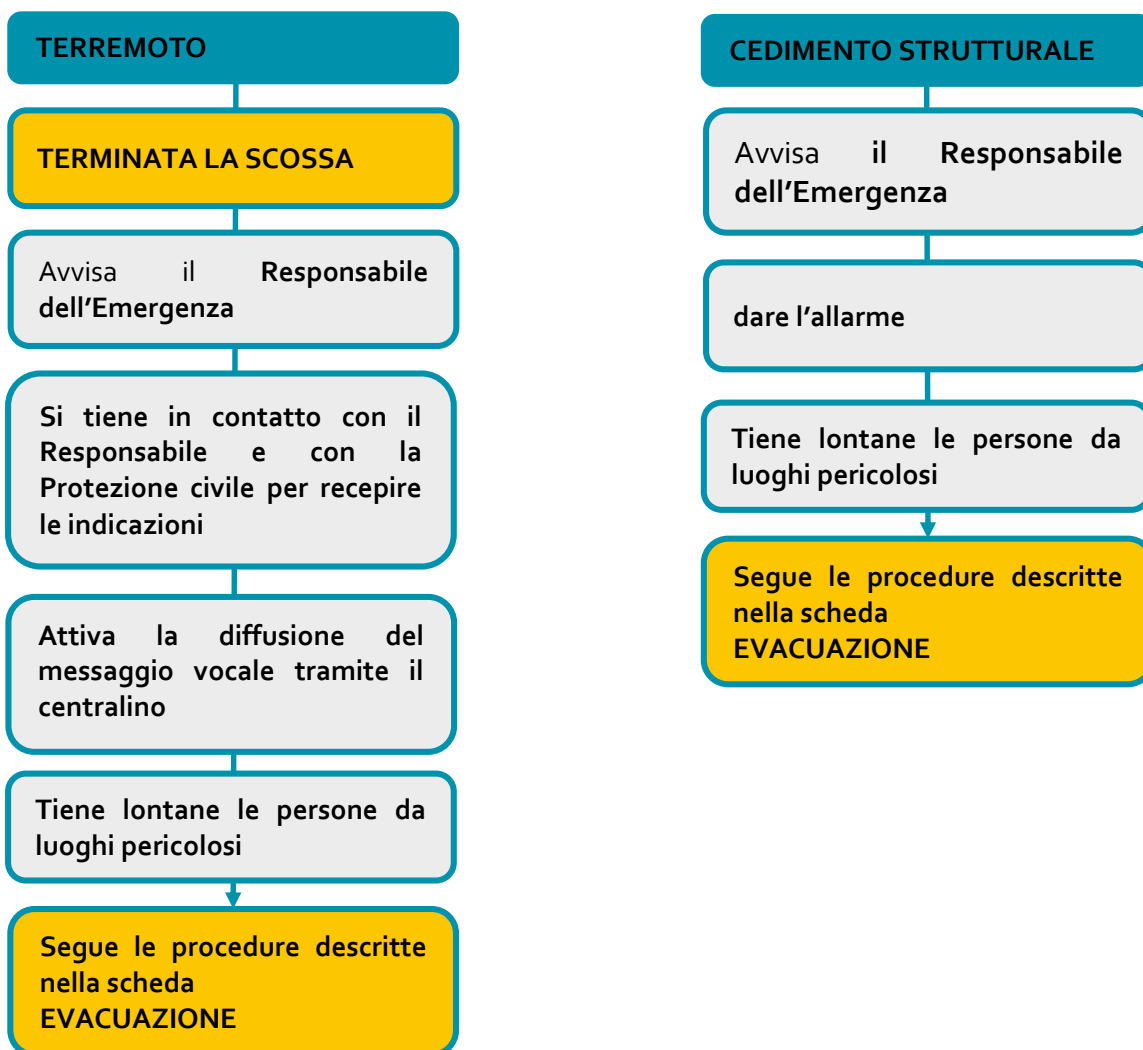 TERREMOTO
TERMINATA LA SCOSSA
Avvisa il Responsabile
dell'Emergenza
Si tiene in contatto con il
Responsabile e con la
Protezione civile per recepire
le indicazioni
Attiva la diffusione del
messaggio vocale tramite il
centralino
Tiene lontane le persone da
luoghi pericolosi
Segue le procedure descritte
nella scheda
EVACUAZIONE
CEDIMENTO STRUTTURALE
Avvisa il Responsabile
dell'Emergenza
dare l'allarme
Tiene lontane le persone da
luoghi pericolosi
Segue le procedure descritte
nella scheda
EVACUAZIONE